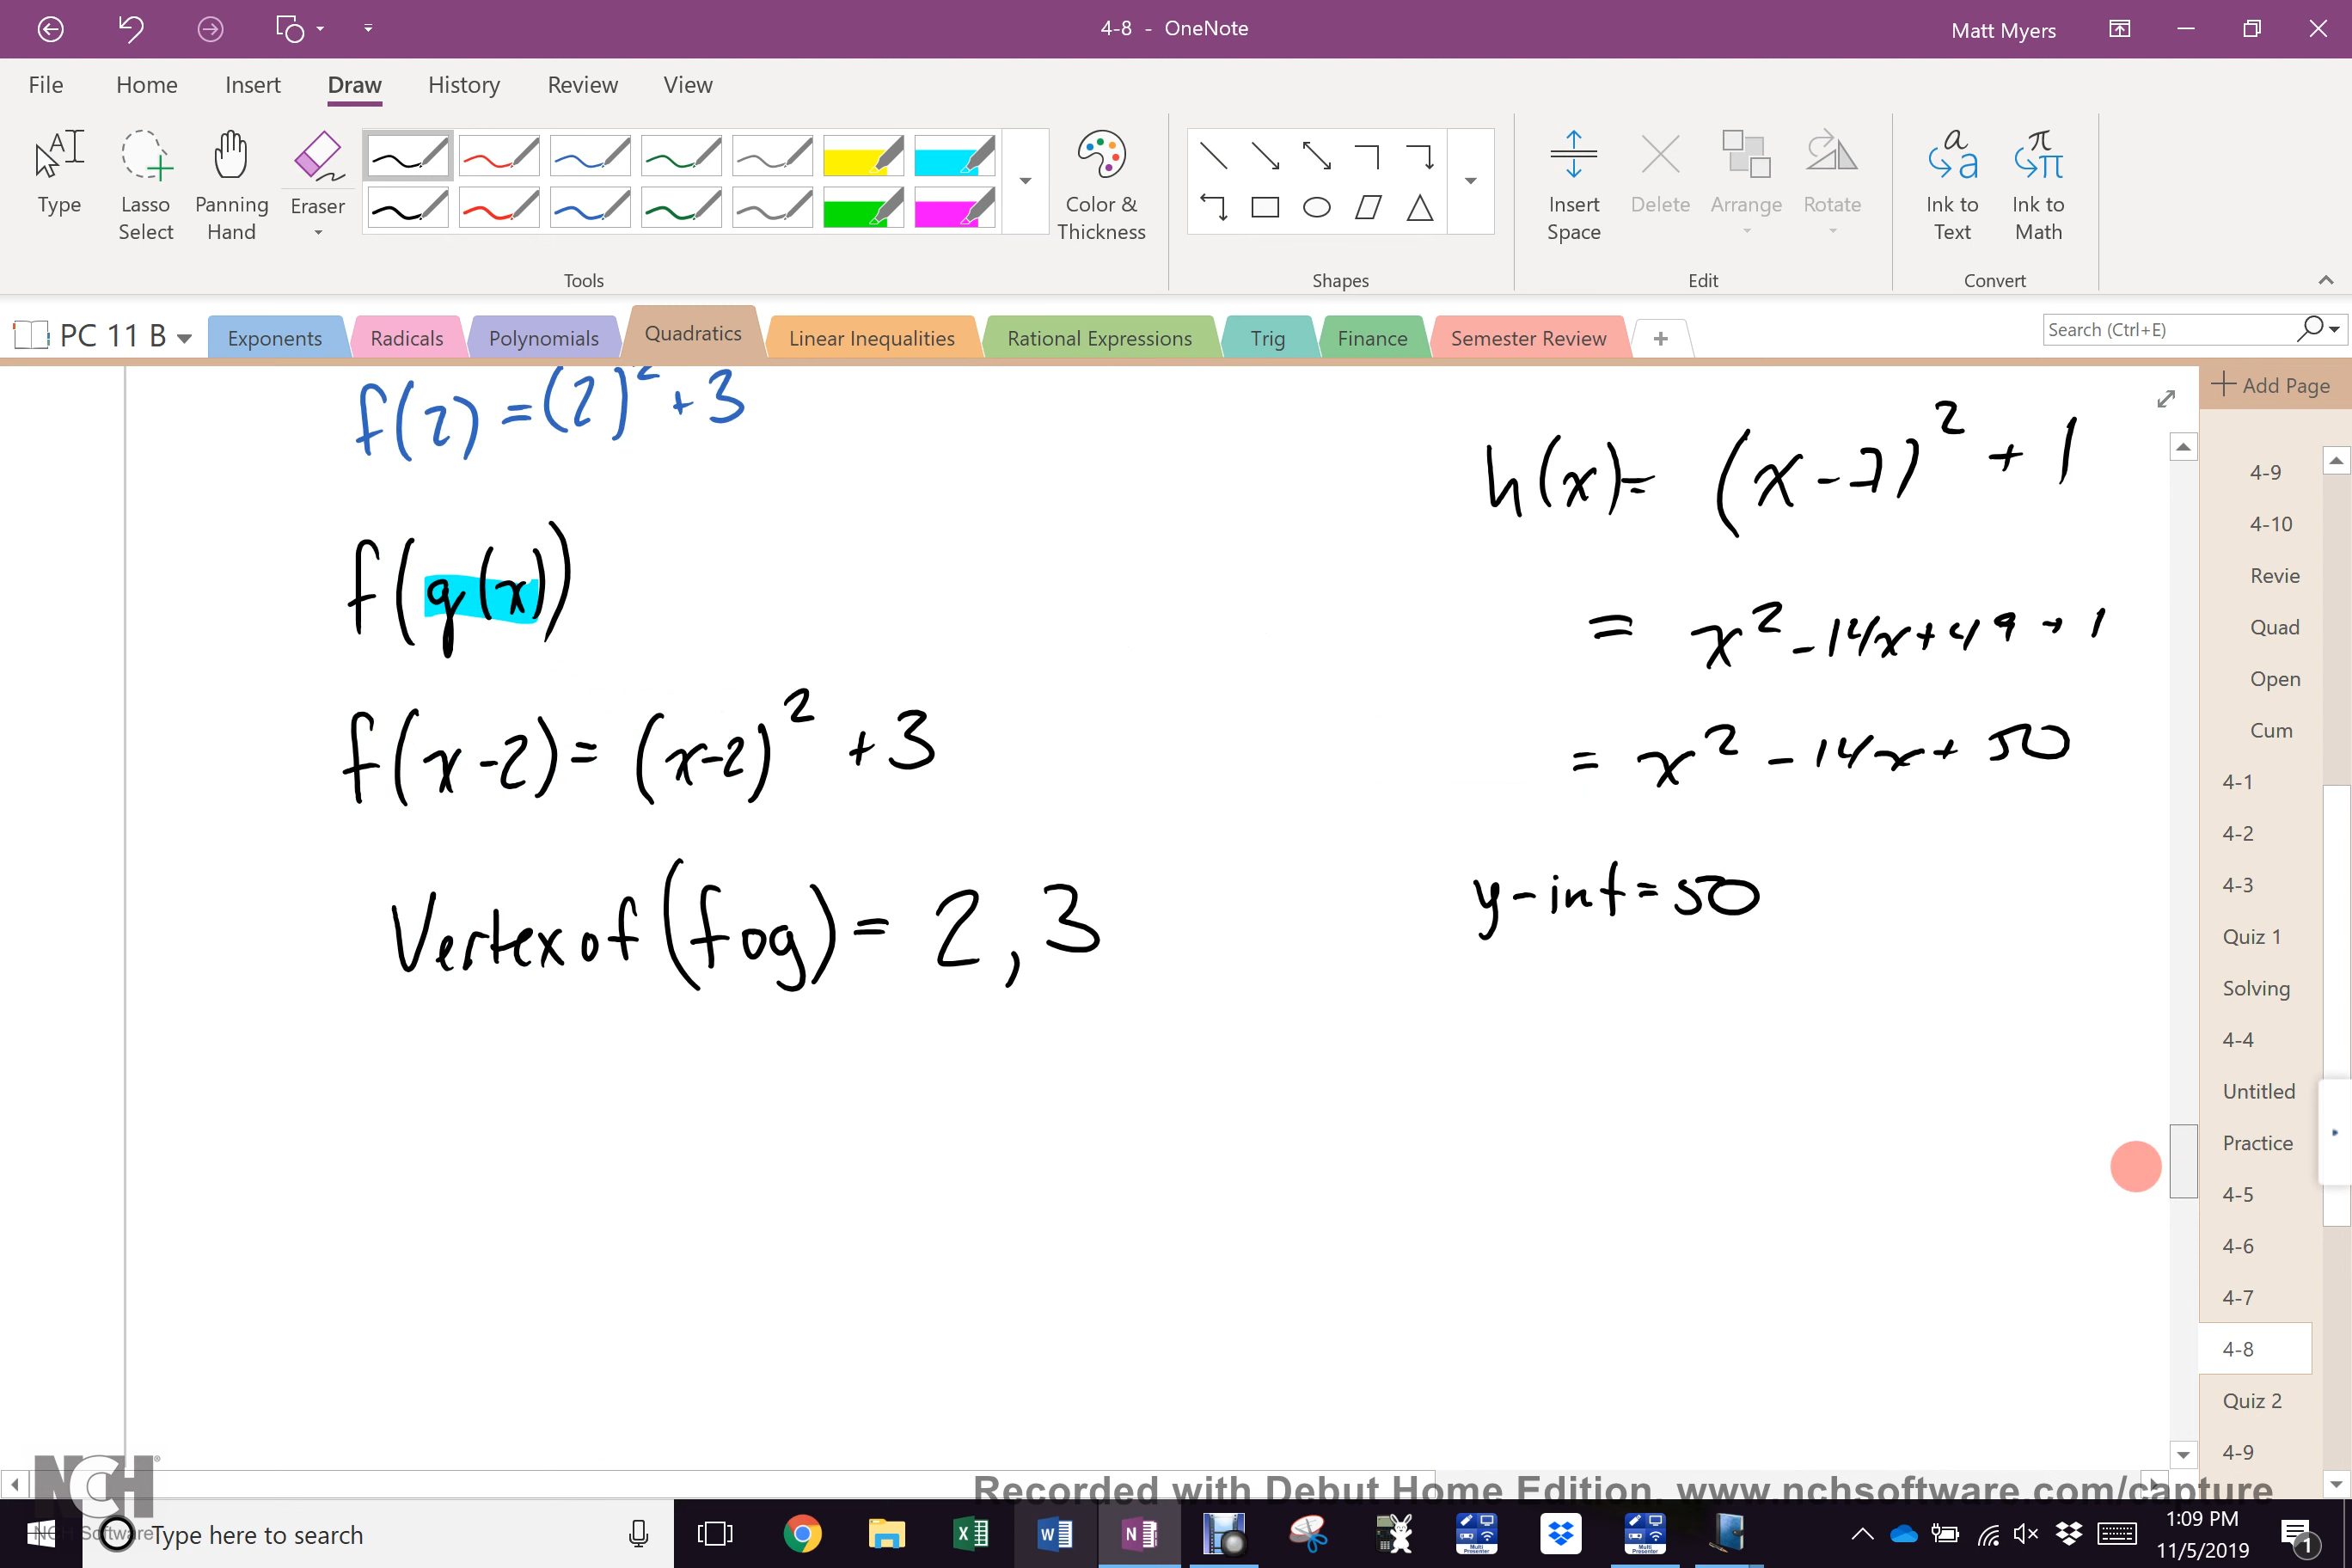 4-8 - OneNote
Matt Myers
File Home Insert Draw History Review View
Type
Lasso Select
Panning Hand
Eraser
Color & Thickness
Insert Space
Delete
Arrange
Rotate
Ink to Text
Ink to Math
Tools
Shapes
Edit
Convert
PC 11 B
Exponents
Radicals
Polynomials
Quadratics
Linear Inequalities
Rational Expressions
Trig
Finance
Semester Review
+
Search (Ctrl+E)
f(2) = (2)² + 3
f(g(x))
f(x-2) = (x-2)² + 3
Vertex of (fog) = 2, 3
h(x) = (x-7)² + 1
= x² - 14x + 49 + 1
= x² - 14x + 50
y-int = 50
Add Page
4-9
4-10
Revie
Quad
Open
Cum
4-1
4-2
4-3
Quiz 1
Solving
4-4
Untitled
Practice
4-5
4-6
4-7
4-8
Quiz 2
4-9
NCH®
NCH Software
Recorded with Debut Home Edition. www.nchsoftware.com/capture
Type here to search
1:09 PM
11/5/2019
1